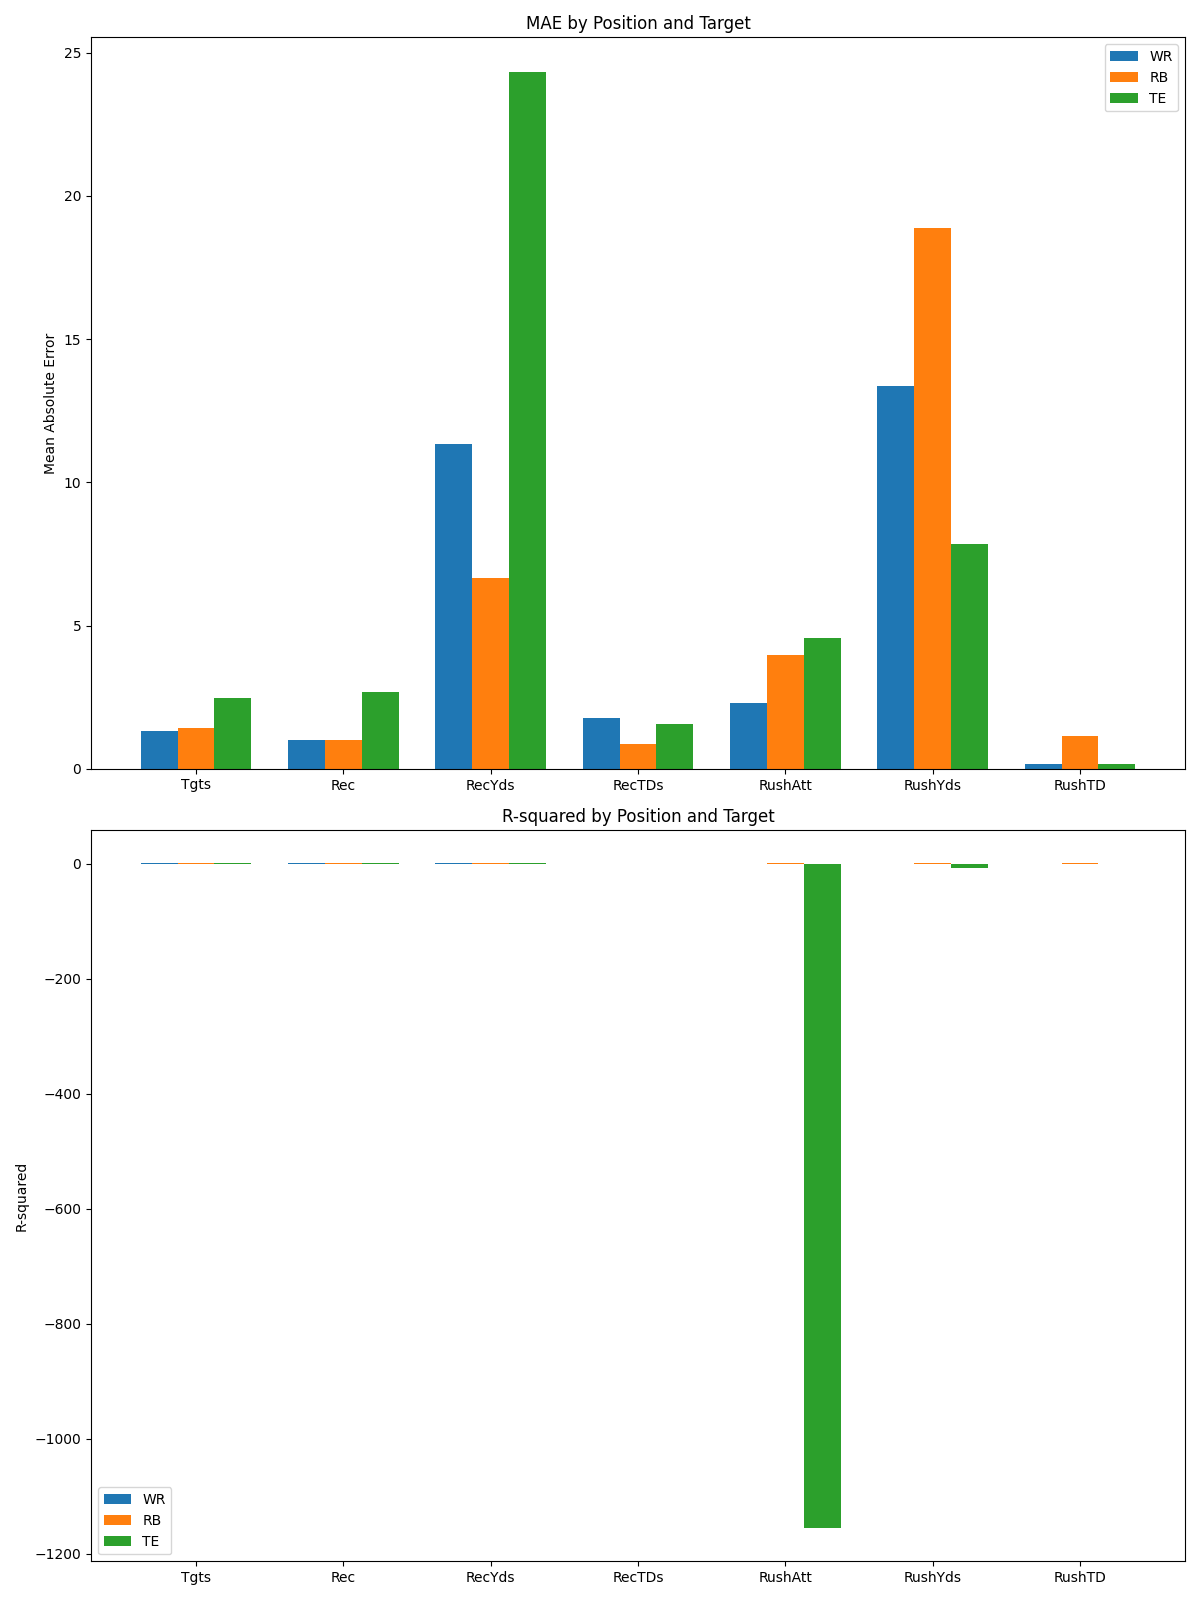 MAE by Position and Target
25
20
15
10
5
0
Mean Absolute Error
WR
RB
TE
Tgts
Rec
RecYds
RecTDs
RushAtt
RushYds
RushTD
R-squared by Position and Target
0
−200
−400
−600
−800
−1000
−1200
R-squared
WR
RB
TE
Tgts
Rec
RecYds
RecTDs
RushAtt
RushYds
RushTD